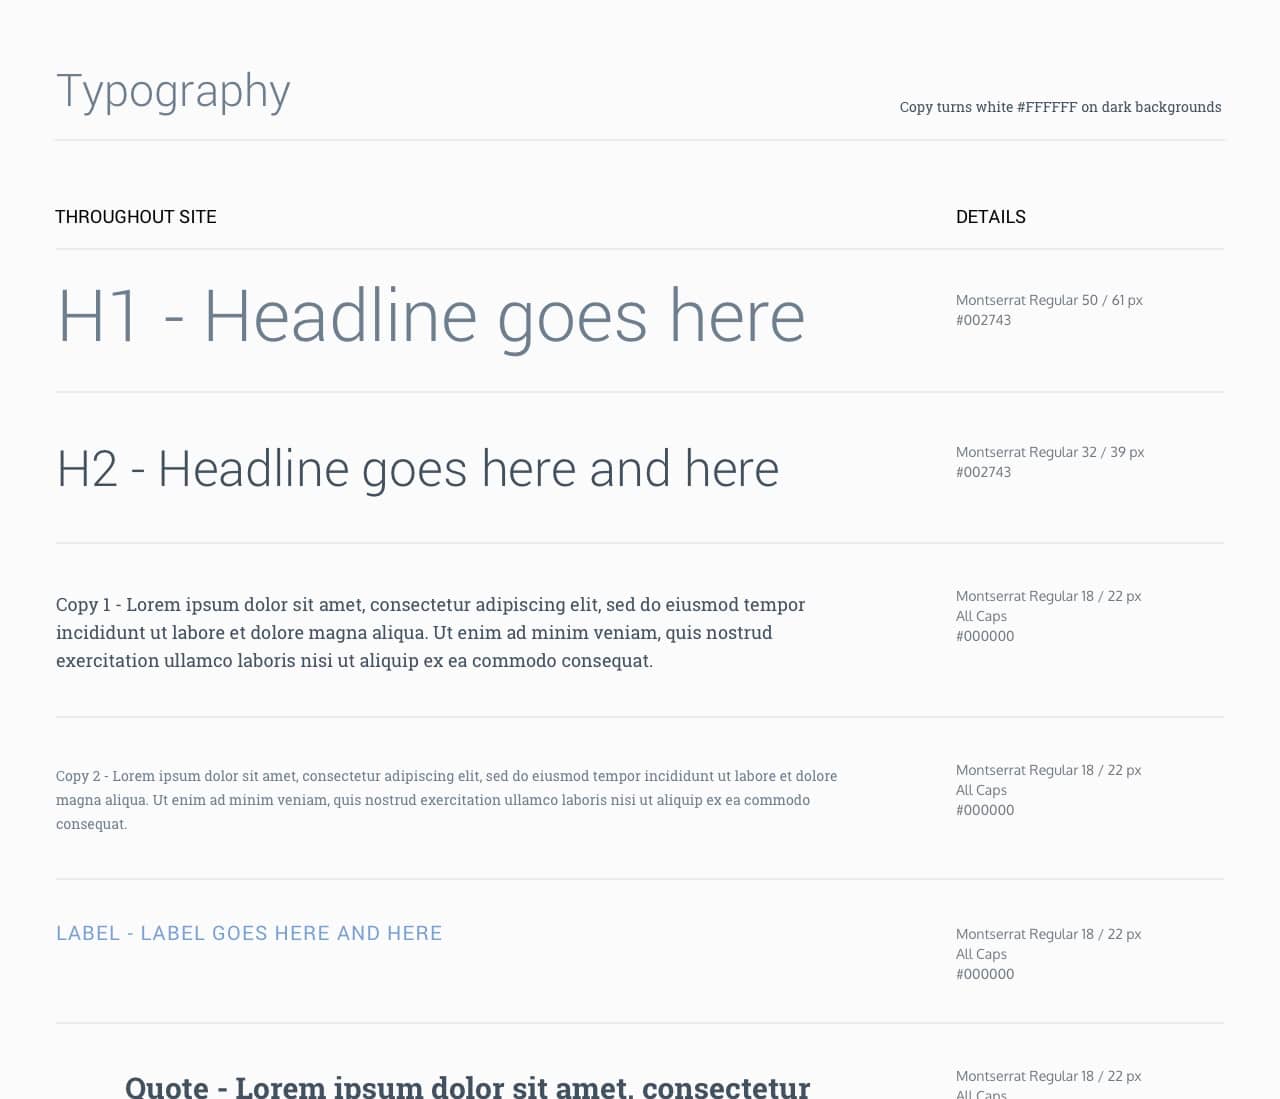 Typography
Copy turns white #FFFFFF on dark backgrounds
THROUGHOUT SITE
DETAILS
H1 - Headline goes here
Montserrat Regular 50 / 61 px
#002743
H2 - Headline goes here and here
Montserrat Regular 32 / 39 px
#002743
Copy 1 - Lorem ipsum dolor sit amet, consectetur adipiscing elit, sed do eiusmod tempor
incididunt ut labore et dolore magna aliqua. Ut enim ad minim veniam, quis nostrud
exercitation ullamco laboris nisi ut aliquip ex ea commodo consequat.
Montserrat Regular 18 / 22 px
All Caps
#000000
Copy 2 - Lorem ipsum dolor sit amet, consectetur adipiscing elit, sed do eiusmod tempor incididunt ut labore et dolore
magna aliqua. Ut enim ad minim veniam, quis nostrud exercitation ullamco laboris nisi ut aliquip ex ea commodo
consequat.
Montserrat Regular 18 / 22 px
All Caps
#000000
LABEL - LABEL GOES HERE AND HERE
Montserrat Regular 18 / 22 px
All Caps
#000000
Quote - Lorem ipsum dolor sit amet, consectetur
Montserrat Regular 18 / 22 px
All Caps